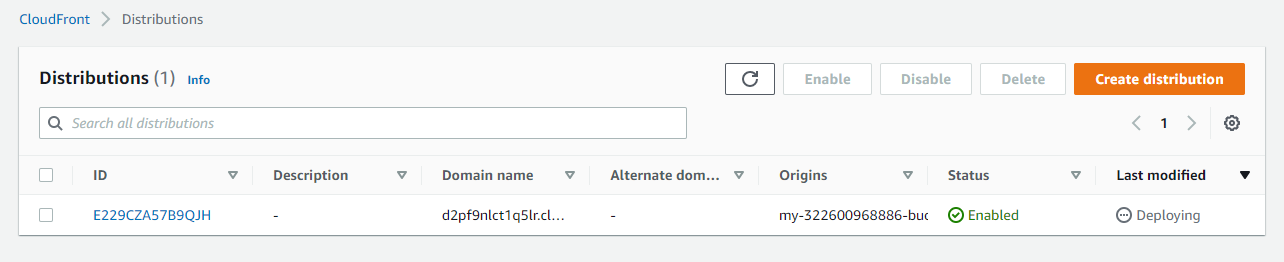 CloudFront > Distributions
Distributions (1) Info Enable Disable Delete Create distribution
Search all distributions 1
ID Description Domain name Alternate dom... Origins Status Last modified
E229CZA57B9QJH - d2pf9nlct1q5lr.cl... - my-322600968886-buc Enabled Deploying